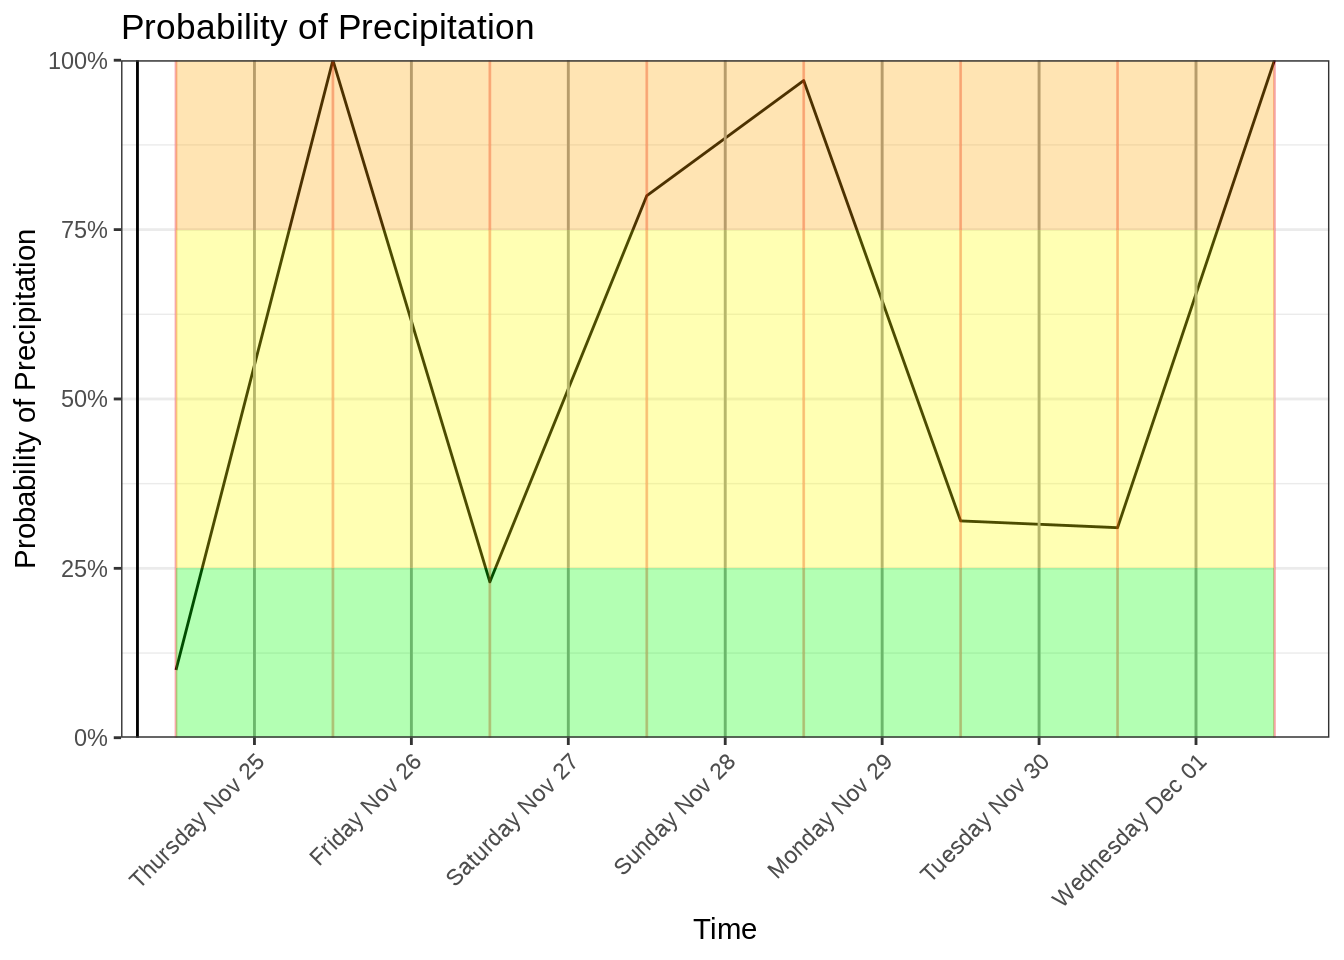 Probability of Precipitation
Probability of Precipitation
100%
75%
50%
25%
0%
Thursday Nov 25
Friday Nov 26
Saturday Nov 27
Sunday Nov 28
Monday Nov 29
Tuesday Nov 30
Wednesday Dec 01
Time